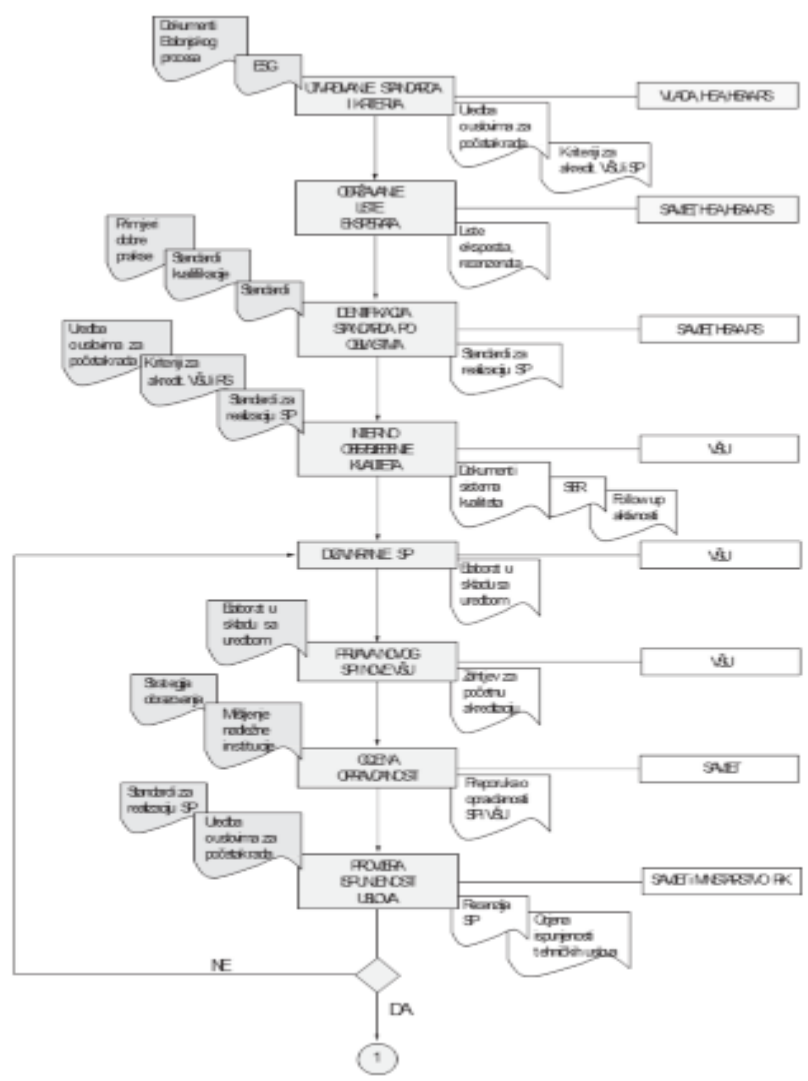 Dokumenti
Bolonjskog
procesa
ESG
UTVRĐIVANJE STANDARDA
I KRITERIJA
VLADA, HEA, HEAARS
Uredba
o uslovima za
početak rada
Kriteriji za
akredit. VŠU i SP
ODRŽAVANJE
LISTE
EKSPERATA
SAVJET HEA, HEAARS
Liste
ekspertia,
recenzenata
Primjeri
dobre
prakse
Standardi
kvalifikacije
Standardi
IDENTIFIKACIJA
STANDARDA PO
OBLASTIMA
SAVJET HEAARS
Standardi za
realizaciju SP
Uredba
o uslovima za
početak rada
Kriteriji za
akredit. VŠU i RS
Standardi za
realizaciju SP
INTERNO
OBEZBJEĐENJE
KVALITETA
VŠU
Dokumenti
sistema
kvaliteta
SER
Follow up
aktivnosti
DIZAJNIRANJE SP
VŠU
Elaborat u
skladu sa
uredbom
Elaborat u
skladu sa
uredbom
PRIJAVA NOVOG
SP/NOVE VŠU
VŠU
Zahtjev za
početnu
akreditaciju
Strategija
obrazovanja
Mišljenje
nadležne
institucije
OCJENA
OPRAVDANOSTI
SAVJET
Preporuka o
opravdanosti
SP/VŠU
Standardi za
realizaciju SP
Uredba
o uslovima za
početak rada
PROVJERA
ISPUNJENOSTI
USLOVA
SAVJET i MINISTARSTVO
Recenzija
SP
Ocjena
ispunjenosti
tehničkih uslova
NE
DA
1